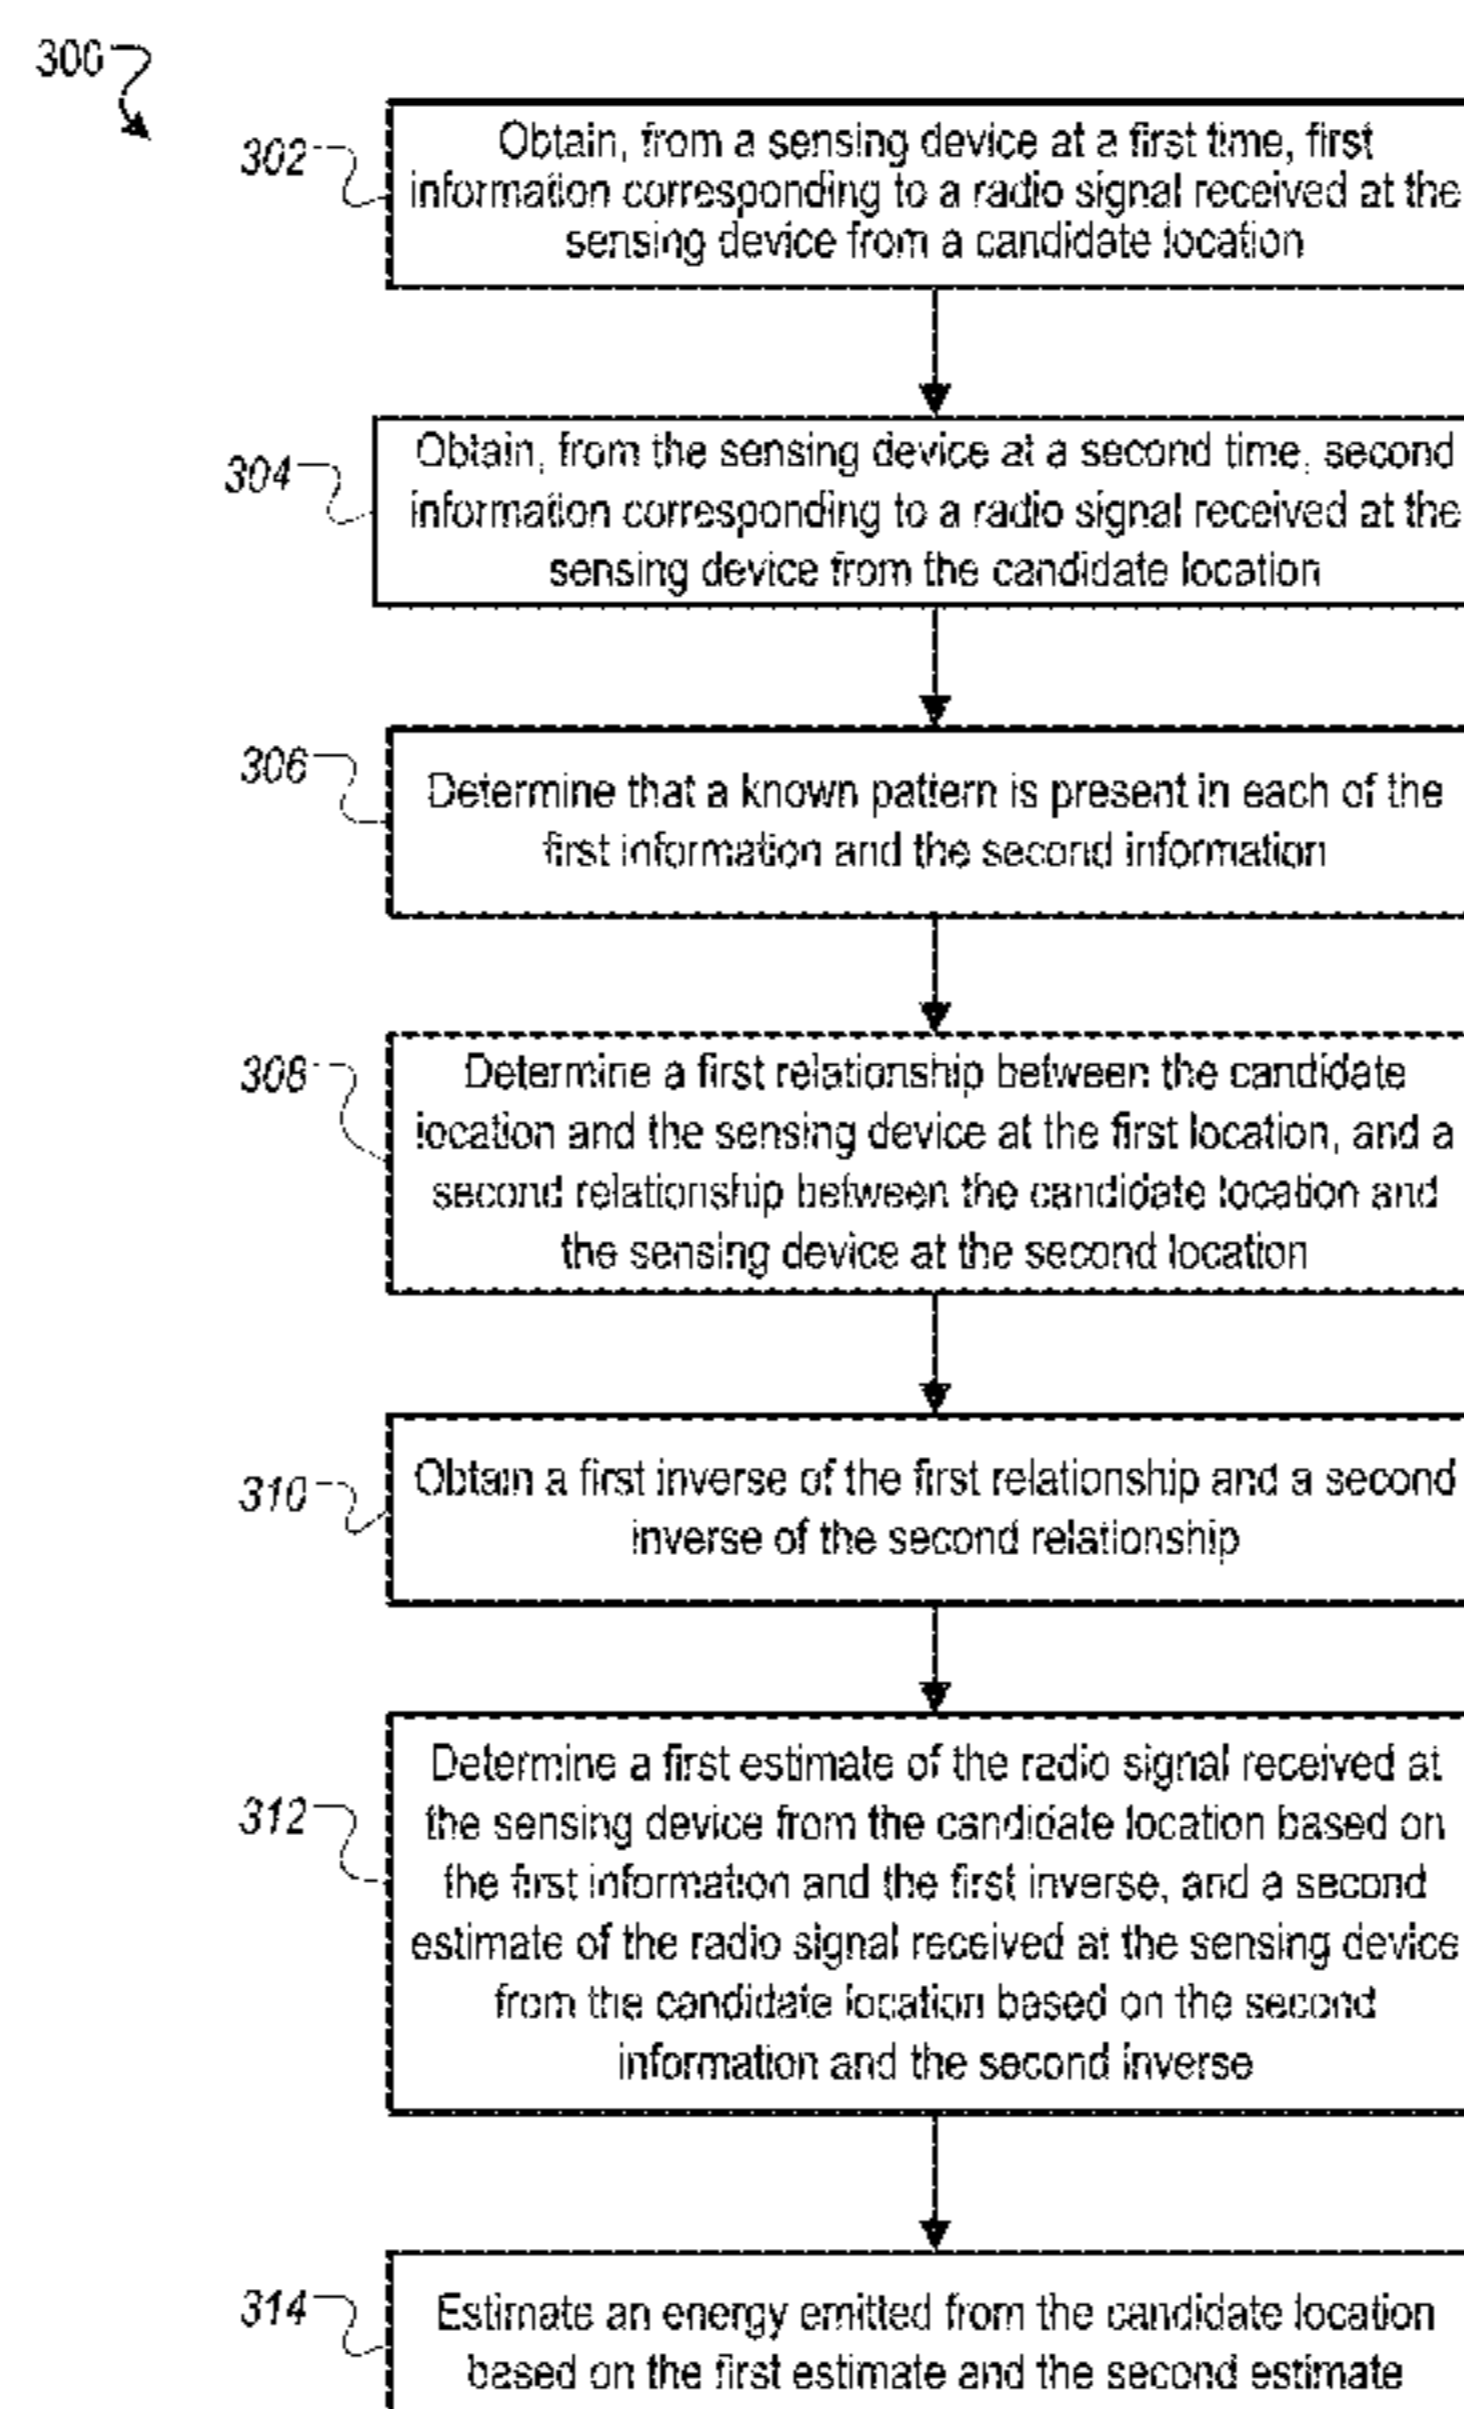 300
302
Obtain, from a sensing device at a first time, first
information corresponding to a radio signal received at the
sensing device from a candidate location
304
Obtain, from the sensing device at a second time, second
information corresponding to a radio signal received at the
sensing device from the candidate location
306
Determine that a known pattern is present in each of the
first information and the second information
308
Determine a first relationship between the candidate
location and the sensing device at the first location, and a
second relationship between the candidate location and
the sensing device at the second location
310
Obtain a first inverse of the first relationship and a second
inverse of the second relationship
312
Determine a first estimate of the radio signal received at
the sensing device from the candidate location based on
the first information and the first inverse, and a second
estimate of the radio signal received at the sensing device
from the candidate location based on the second
information and the second inverse
314
Estimate an energy emitted from the candidate location
based on the first estimate and the second estimate